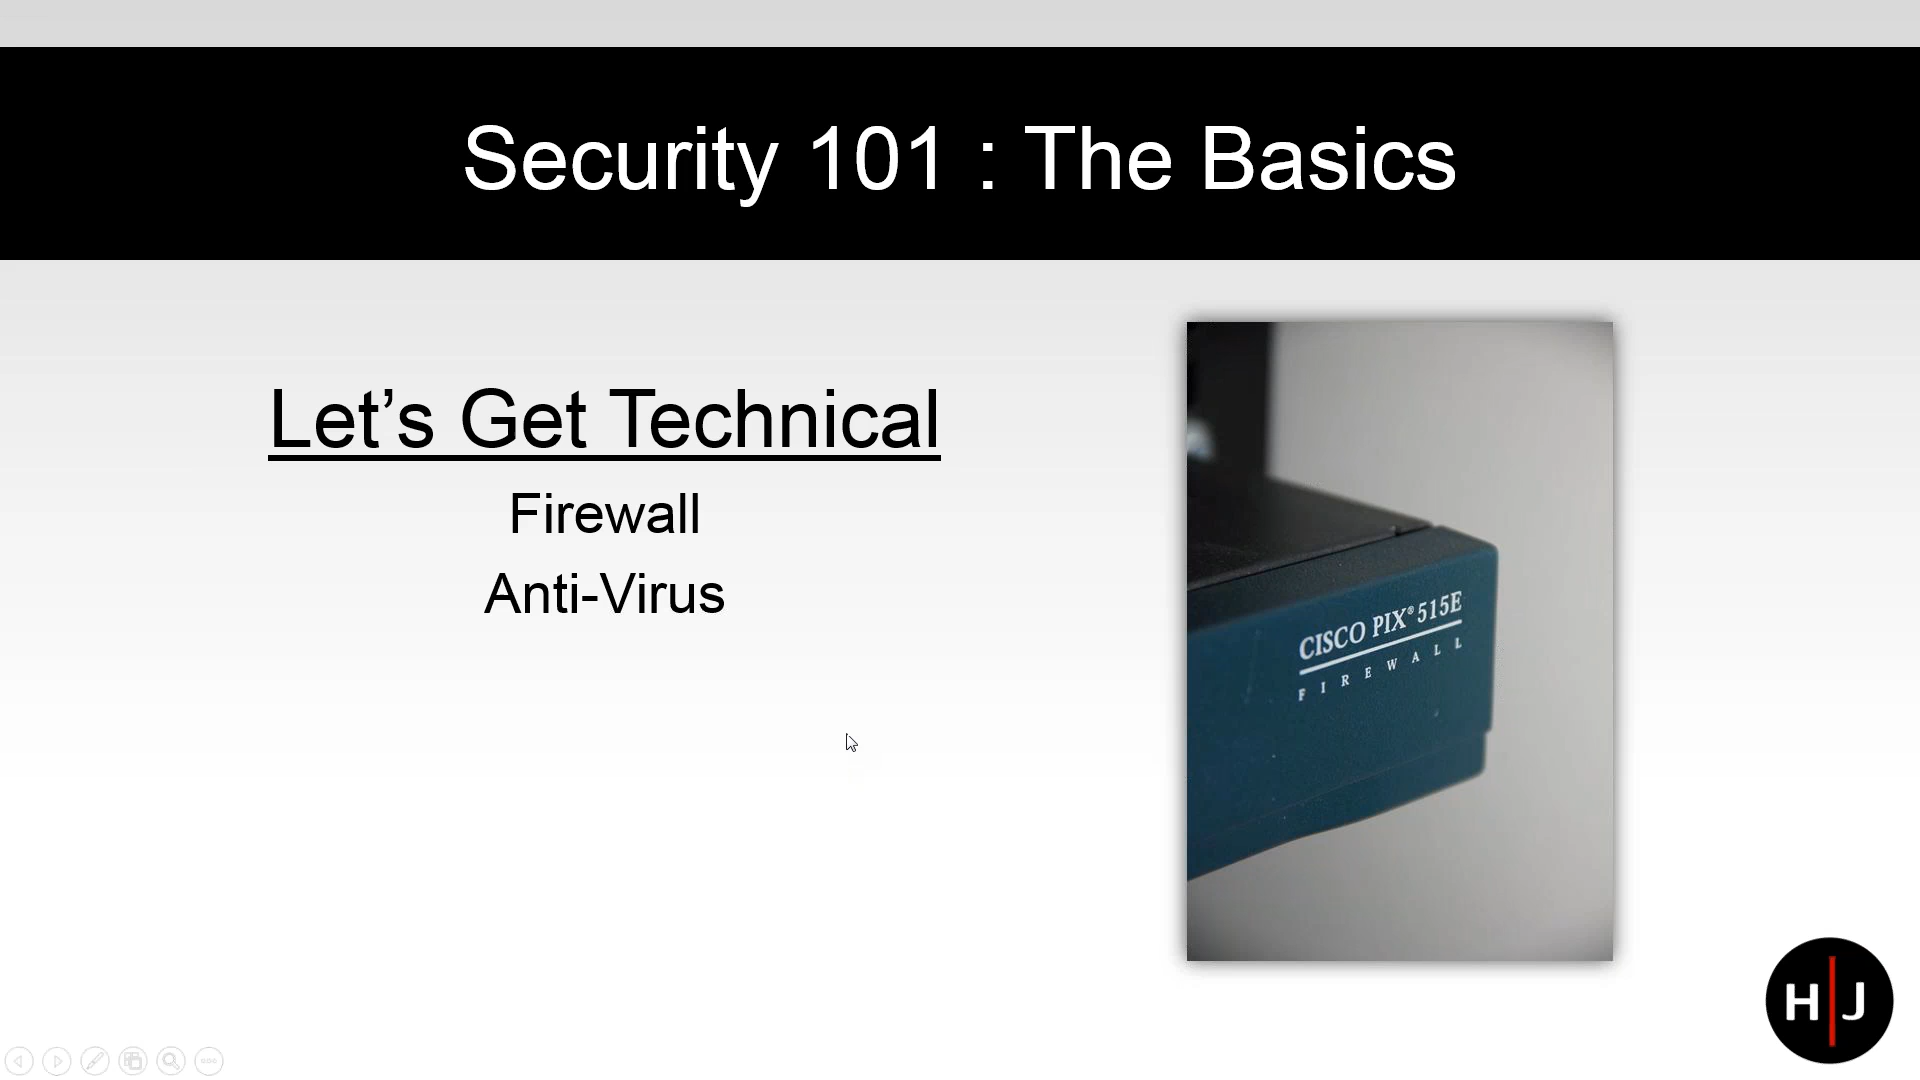 Security 101 : The Basics
Let’s Get Technical
Firewall
Anti-Virus
CISCO PIX® 515E
FIREWALL
H|J